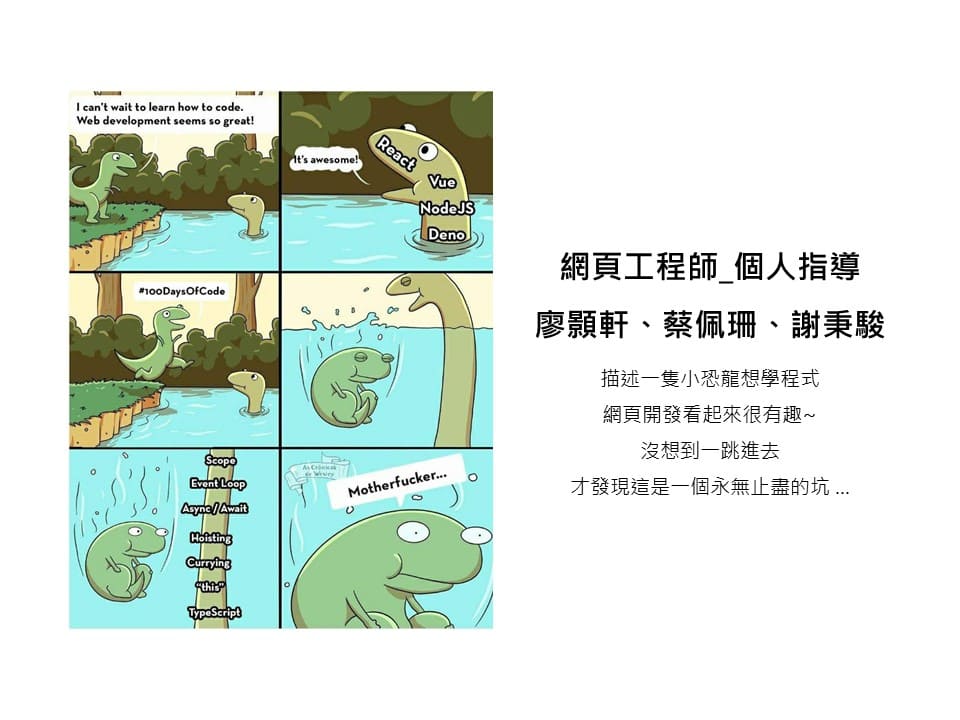 I can't wait to learn how to code.
Web development seems so great!
It's awesome!
React
Vue
NodeJS
Deno
#100DaysOfCode
Scope
Event Loop
Async / Await
Hoisting
Currying
"this"
TypeScript
As Crônicas
de Wesley
Motherfucker...
網頁工程師_個人指導
廖顥軒、蔡佩珊、謝秉駿
描述一隻小恐龍想學程式
網頁開發看起來很有趣~
沒想到一跳進去
才發現這是一個永無止盡的坑 ...